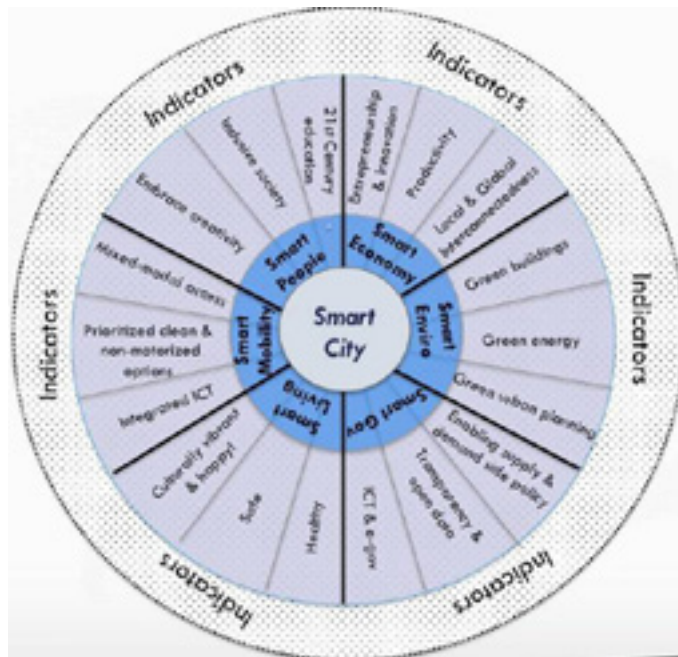 Indicators
Indicators
Indicators
Indicators
Indicators
Indicators
Smart
City
Smart
Economy
Entrepreneurship
& innovation
Productivity
Local & Global
Interconnectedness
Smart
Enviro
Green buildings
Green energy
Green urban planning
Smart Gov
Enabling supply &
demand side policy
Transparency &
open data
ICT & e-gov
Smart
Living
Healthy
Safe
Culturally vibrant
& happy!
Smart
Mobility
Integrated ICT
Prioritized clean &
non-motorized
options
Mixed-modal access
Smart
People
Embrace creativity
Inclusive society
21st Century
education